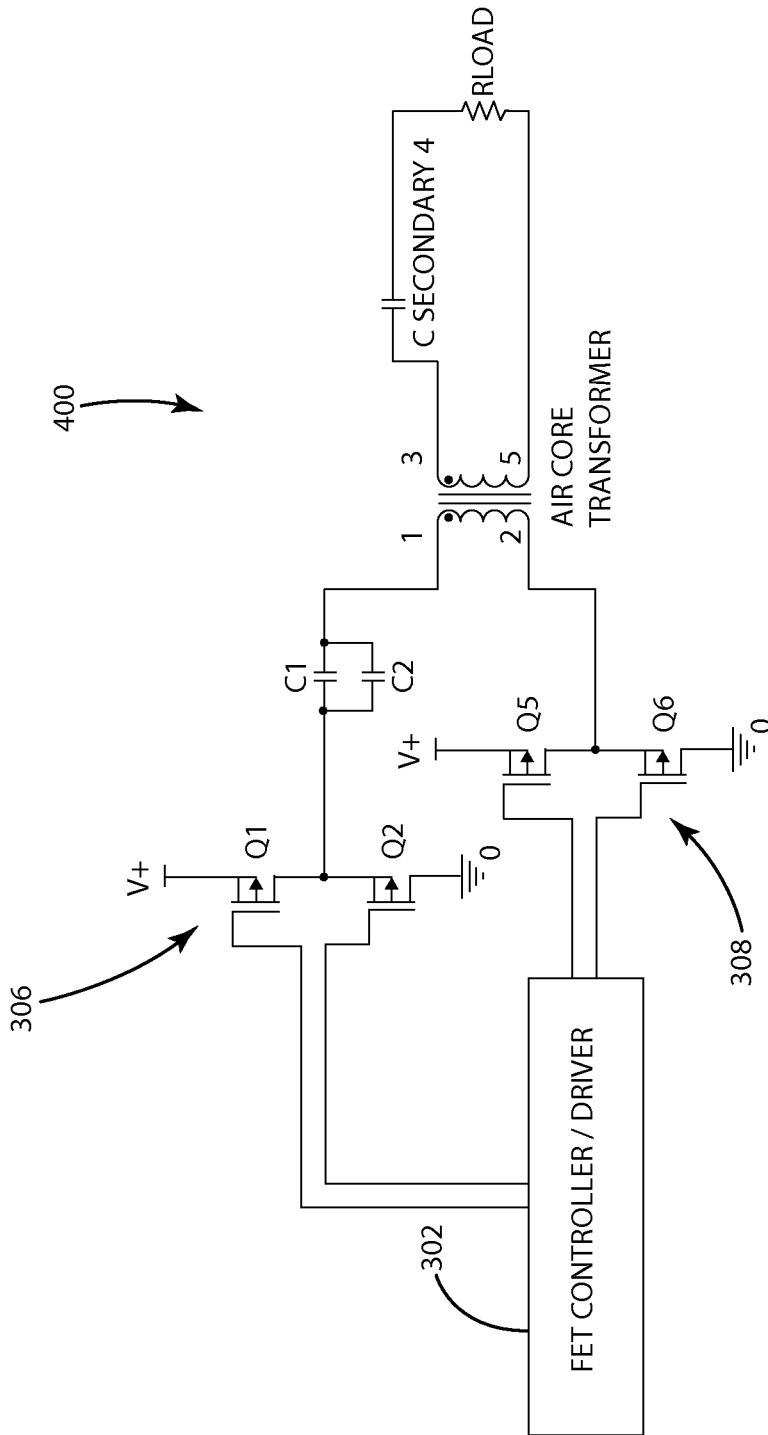 400
306
V+
Q1
Q2
0
C1
C2
V+
Q5
Q6
0
308
302
FET CONTROLLER / DRIVER
1
2
3
5
AIR CORE
TRANSFORMER
C SECONDARY 4
RLOAD